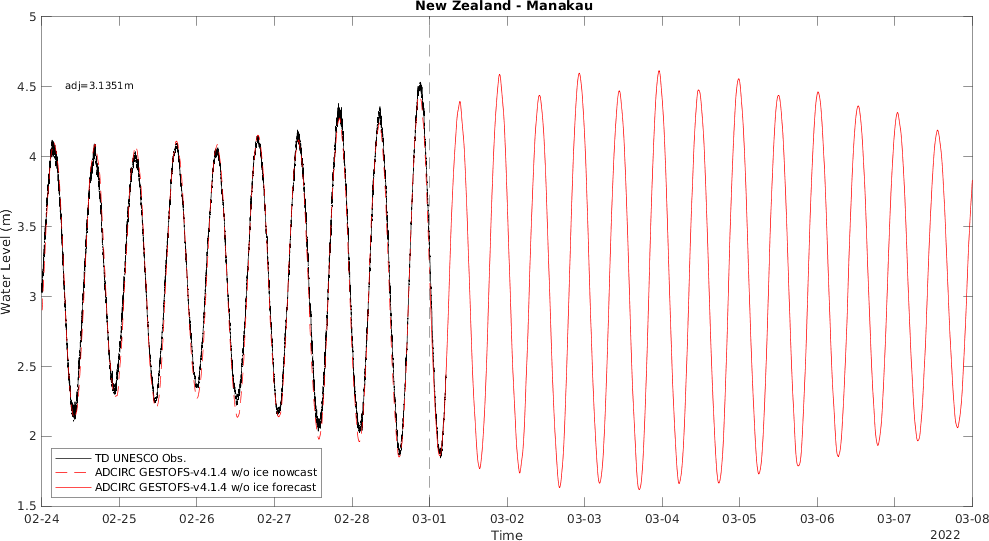 New Zealand - Manakau
5
4.5
4
3.5
3
2.5
2
1.5
Water Level (m)
adj=3.1351m
TD UNESCO Obs.
ADCIRC GESTOFS-v4.1.4 w/o ice nowcast
ADCIRC GESTOFS-v4.1.4 w/o ice forecast
02-24 02-25 02-26 02-27 02-28 03-01 03-02 03-03 03-04 03-05 03-06 03-07 03-08
Time
2022